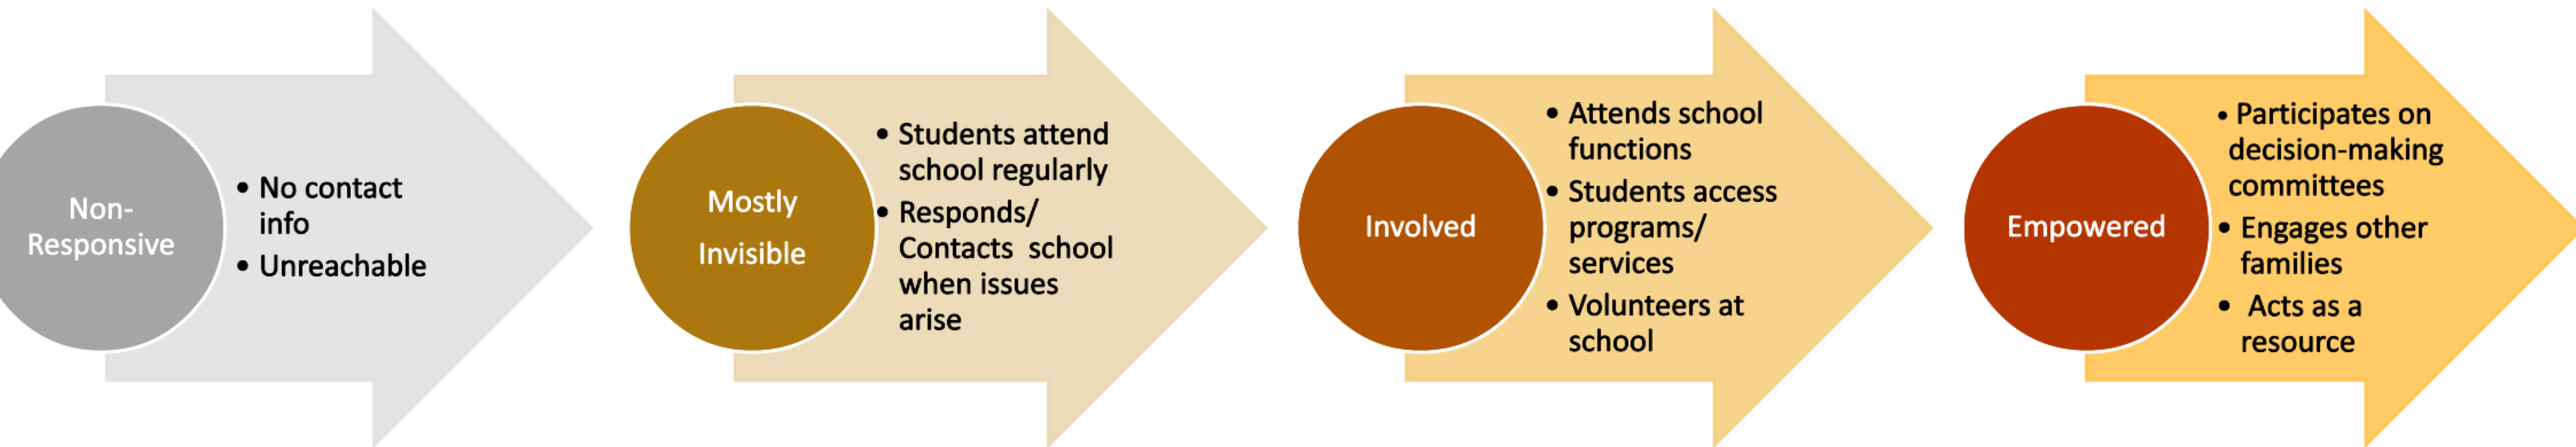 Non-
Responsive
• No contact
info
• Unreachable
Mostly
Invisible
• Students attend
school regularly
• Responds/
Contacts school
when issues
arise
Involved
• Attends school
functions
• Students access
programs/
services
• Volunteers at
school
Empowered
• Participates on
decision-making
committees
• Engages other
families
• Acts as a
resource